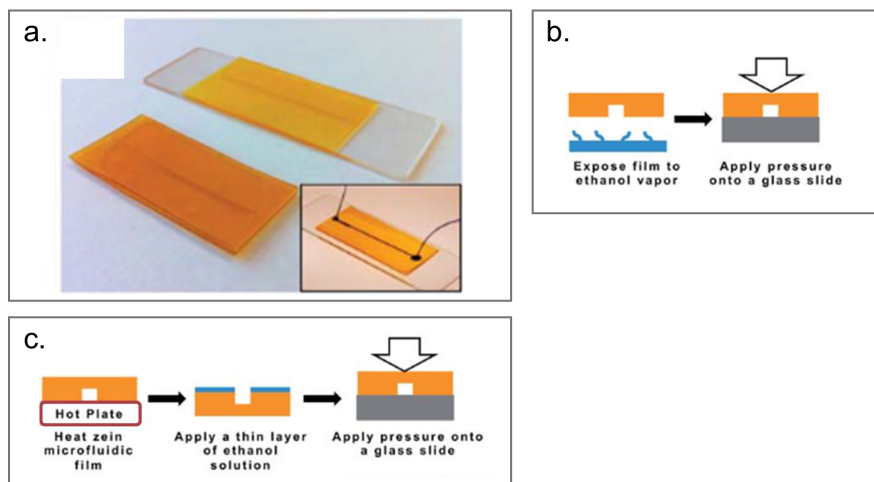 a.
b.
Expose film to
ethanol vapor
Apply pressure
onto a glass slide
c.
Hot Plate
Heat zein
microfluidic
film
Apply a thin layer
of ethanol
solution
Apply pressure onto
a glass slide